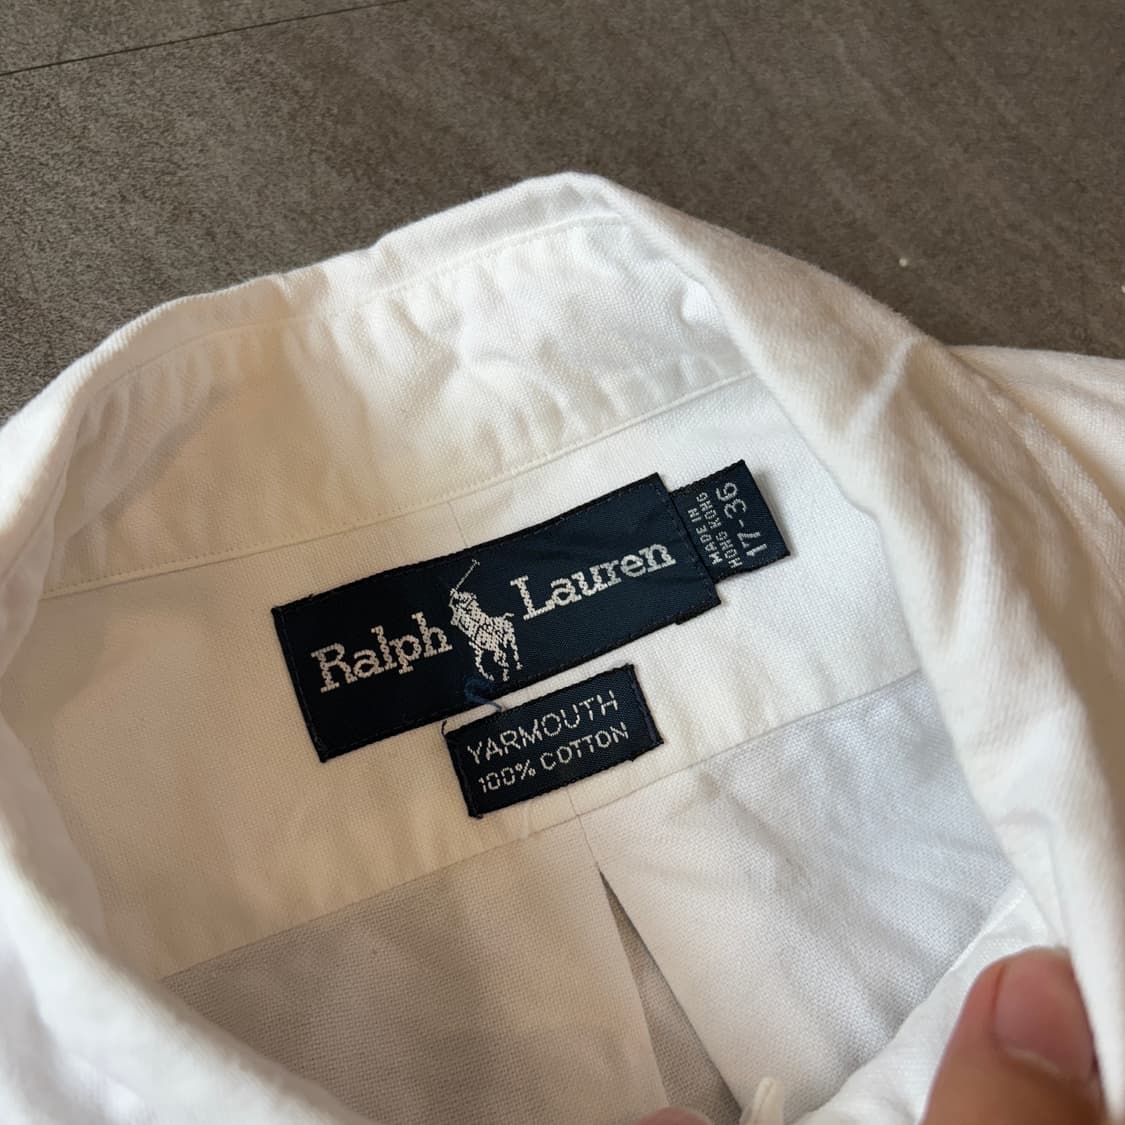 Ralph Lauren
MADE IN
HONG KONG
17-36
YARMOUTH
100% COTTON